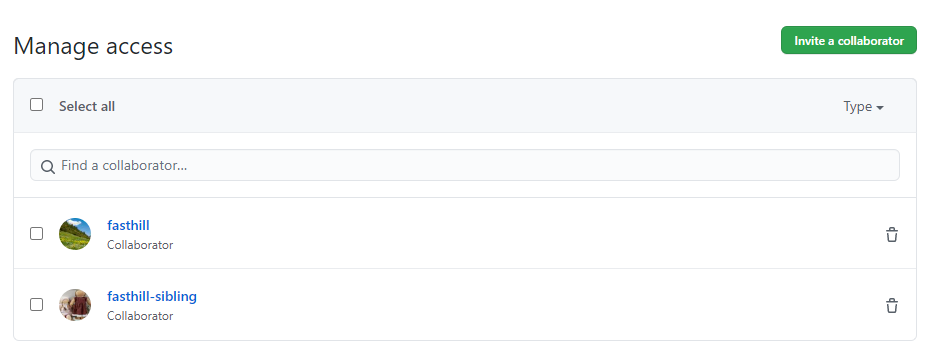 Manage access
Invite a collaborator
Select all
Type
Find a collaborator...
fasthill
Collaborator
fasthill-sibling
Collaborator